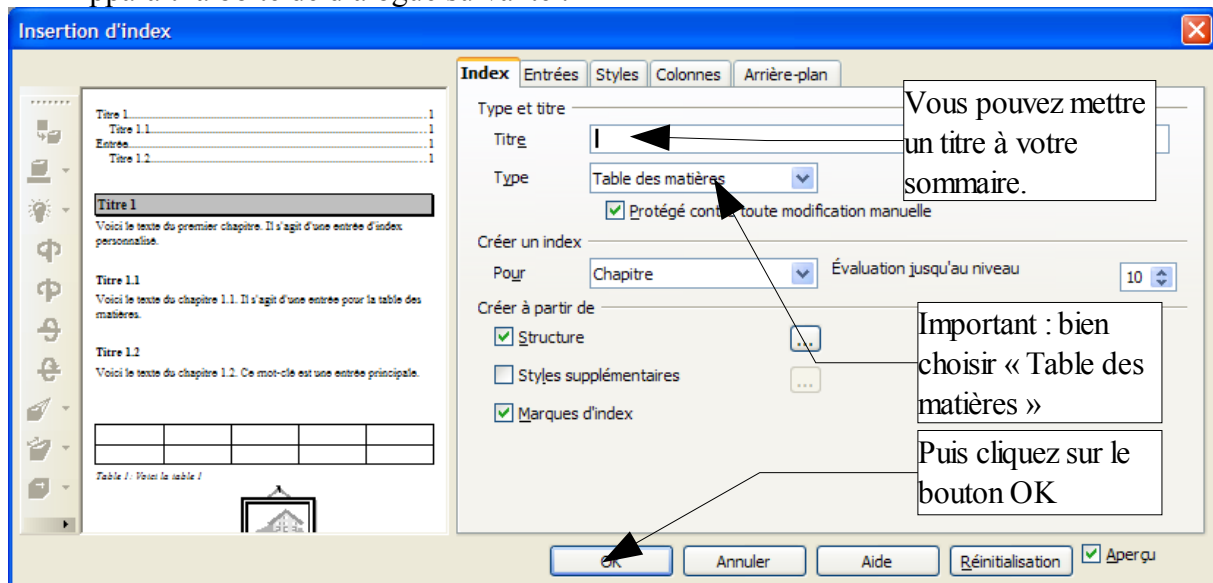 Insertion d'index
Index Entrées Styles Colonnes Arrière-plan
Titre 1 1
Titre 1.1 1
Entrée 1
Titre 1.2 1
Titre 1
Voici le texte du premier chapitre. Il s'agit d'une entrée d'index
personnalisé.
Titre 1.1
Voici le texte du chapitre 1.1. Il s'agit d'une entrée pour la table des
matières.
Titre 1.2
Voici le texte du chapitre 1.2. Ce mot-clé est une entrée principale.
Table 1: Voici la table 1
Type et titre
Titre
Type Table des matières
Protégé contre toute modification manuelle
Créer un index
Pour Chapitre Évaluation jusqu'au niveau 10
Créer à partir de
Structure ...
Styles supplémentaires ...
Marques d'index
Vous pouvez mettre
un titre à votre
sommaire.
Important : bien
choisir « Table des
matières »
Puis cliquez sur le
bouton OK
OK Annuler Aide Réinitialisation Aperçu